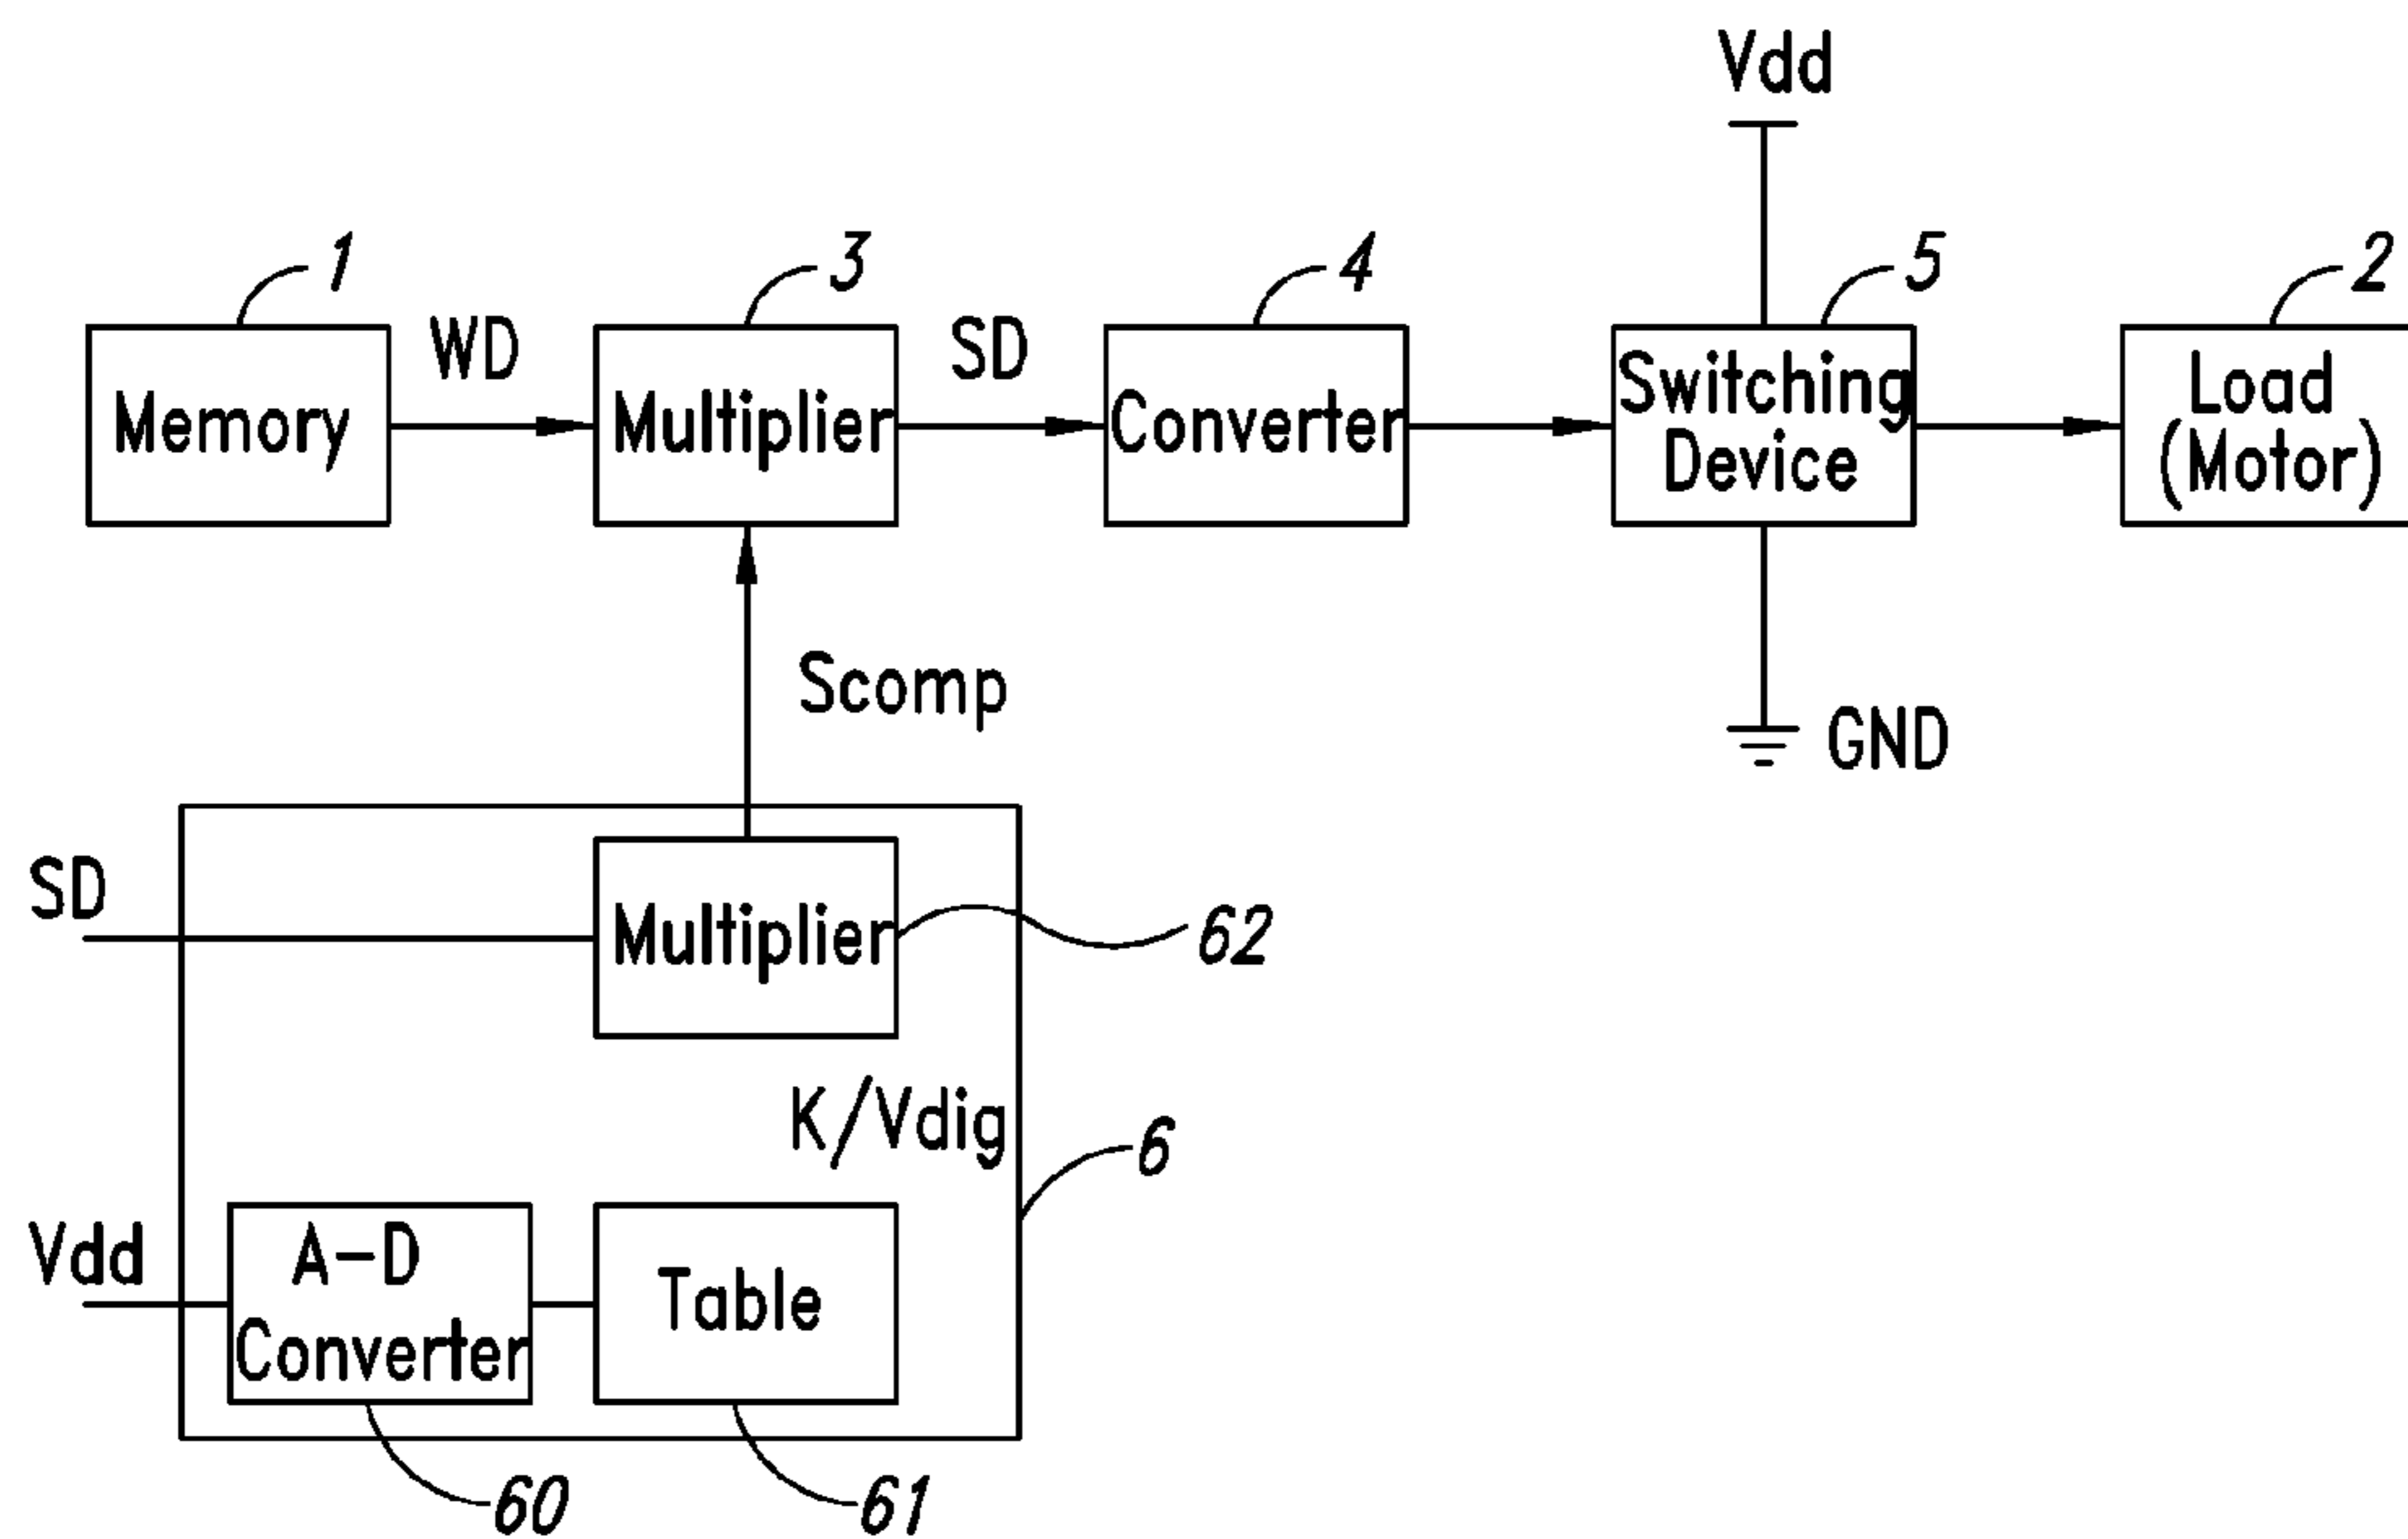 Vdd
1
3
4
5
2
WD
SD
Memory
Multiplier
Converter
Switching
Device
Load
(Motor)
Scomp
GND
SD
Multiplier
62
K/Vdig
6
Vdd
A-D
Converter
Table
60
61